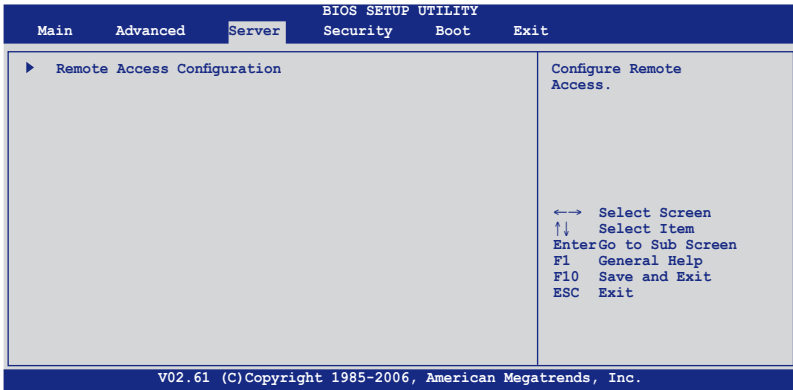 BIOS SETUP UTILITY
Main Advanced Server Security Boot Exit
Remote Access Configuration
Configure Remote
Access.
←→ Select Screen
↑↓ Select Item
EnterGo to Sub Screen
F1 General Help
F10 Save and Exit
ESC Exit
V02.61 (C)Copyright 1985-2006, American Megatrends, Inc.